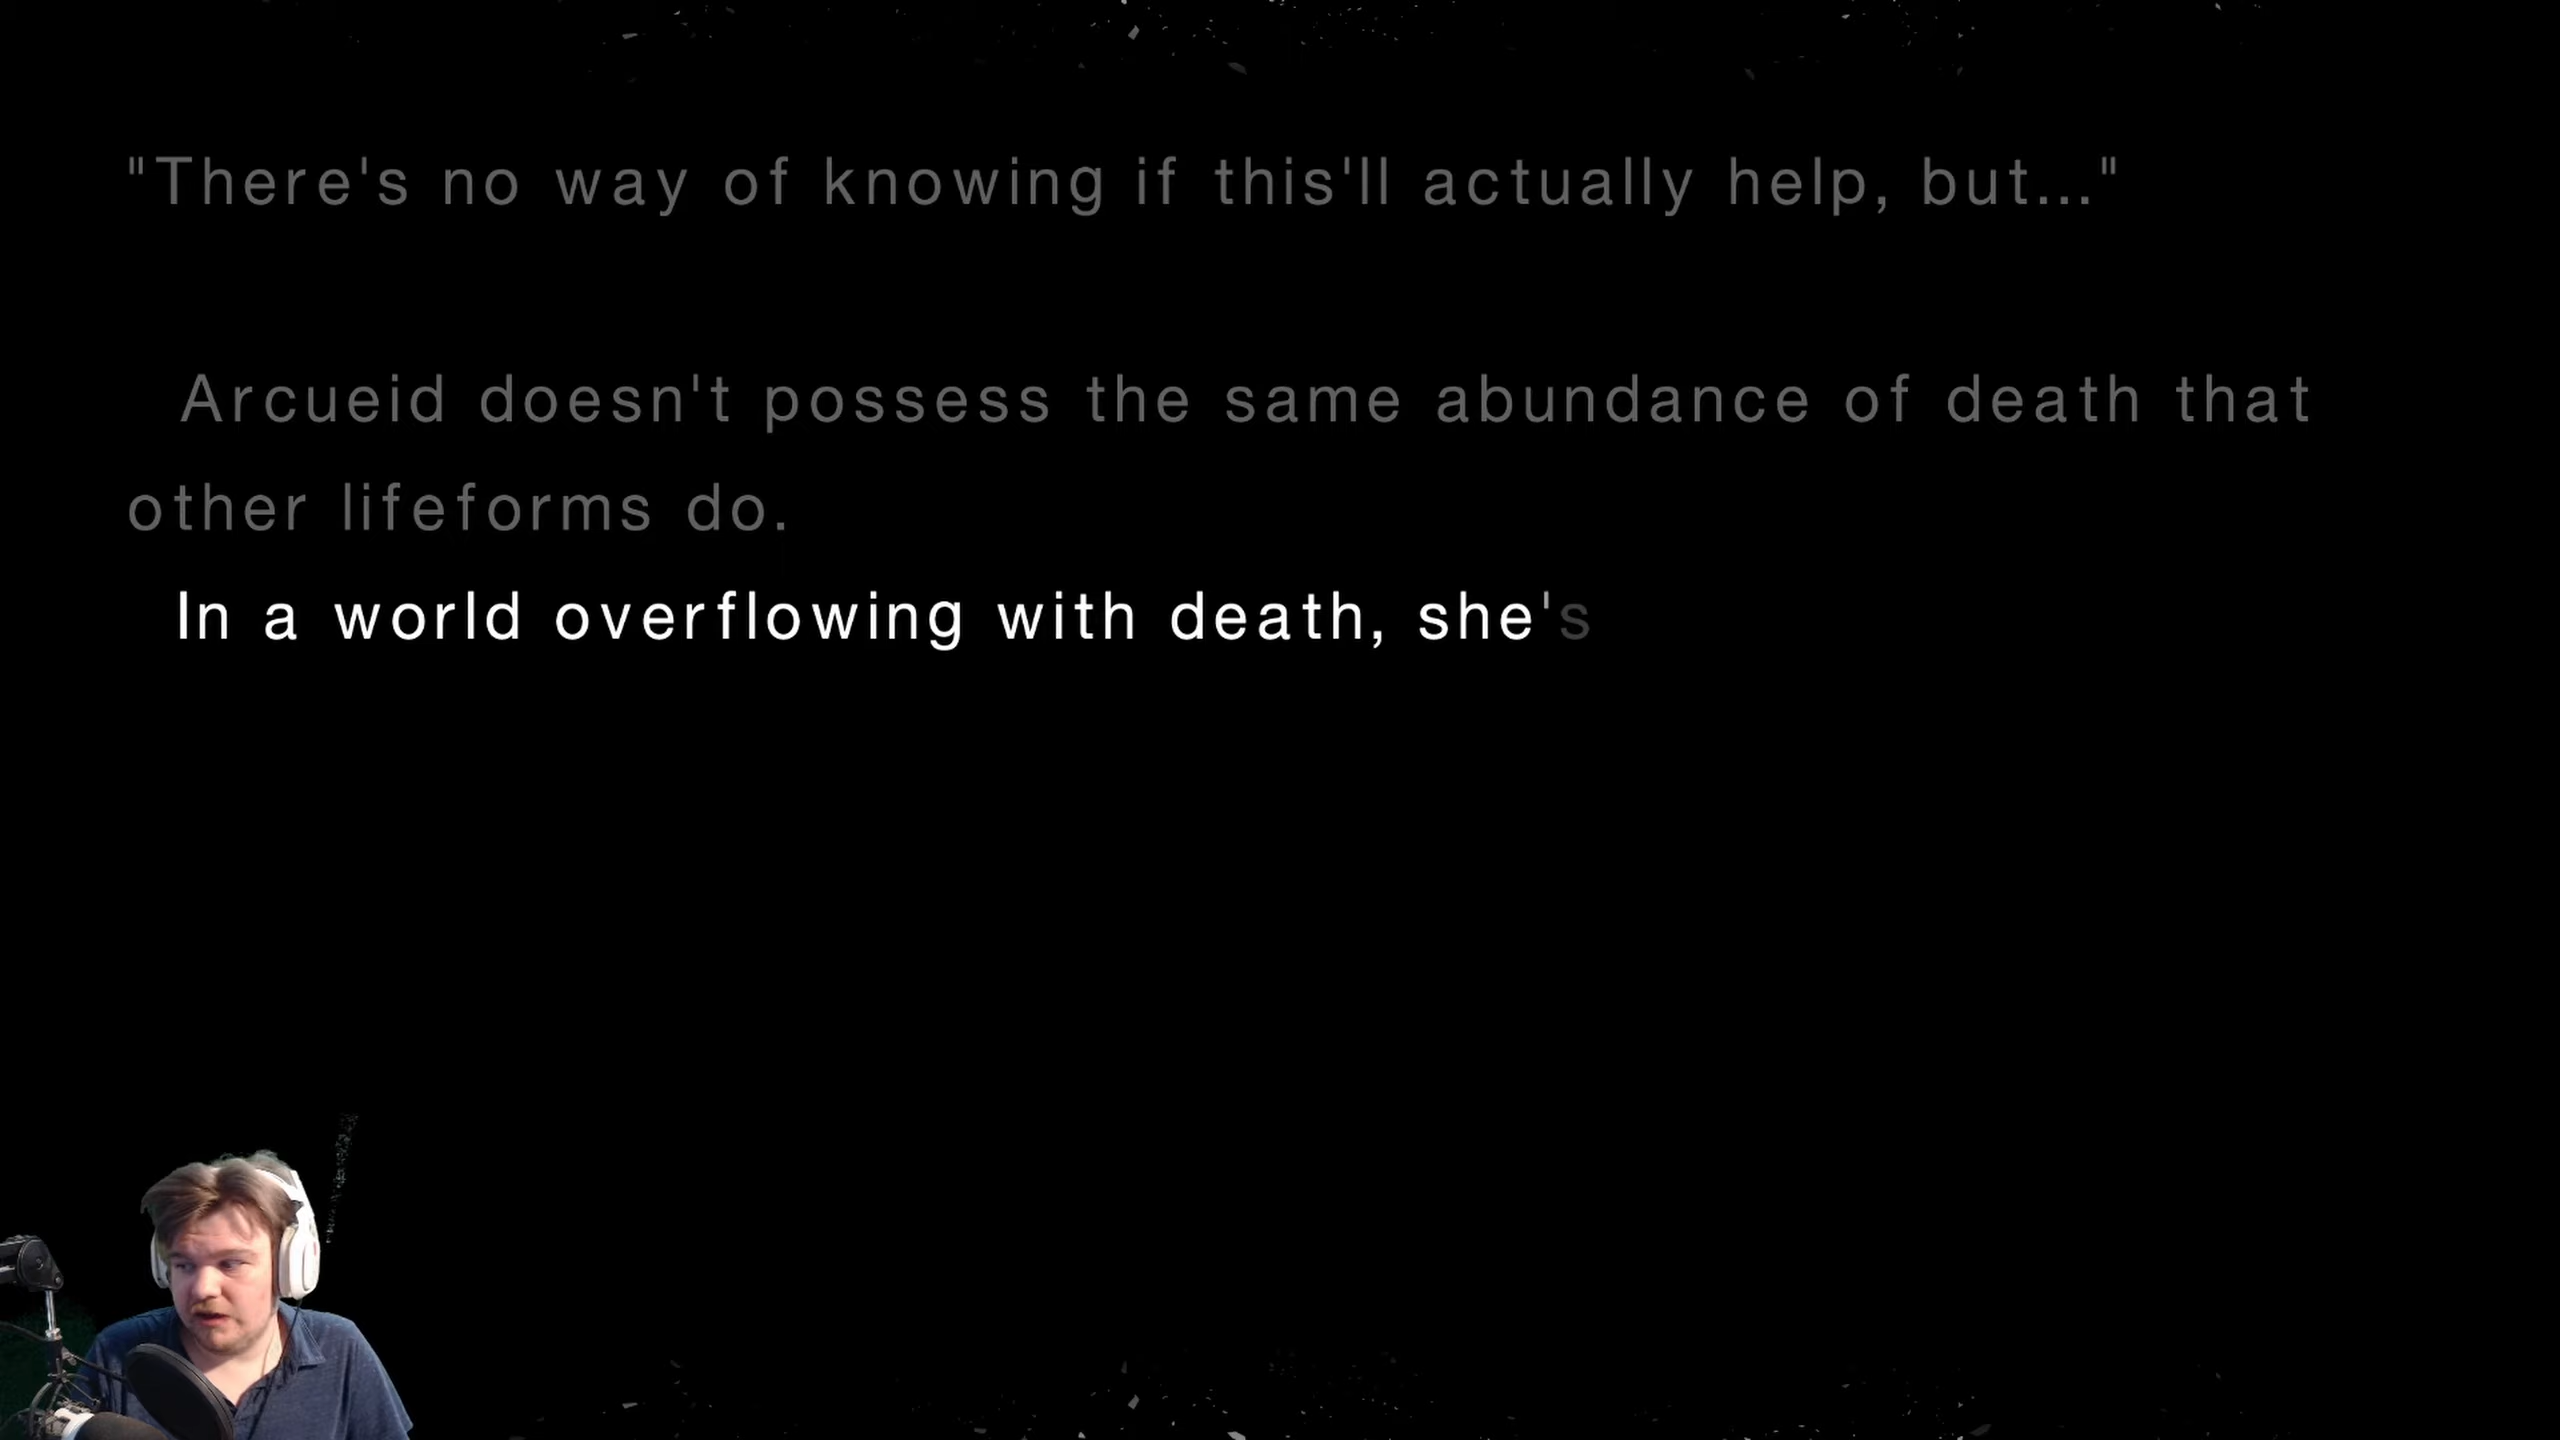 "There's no way of knowing if this'll actually help, but..."
Arcueid doesn't possess the same abundance of death that
other lifeforms do.
In a world overflowing with death, she's